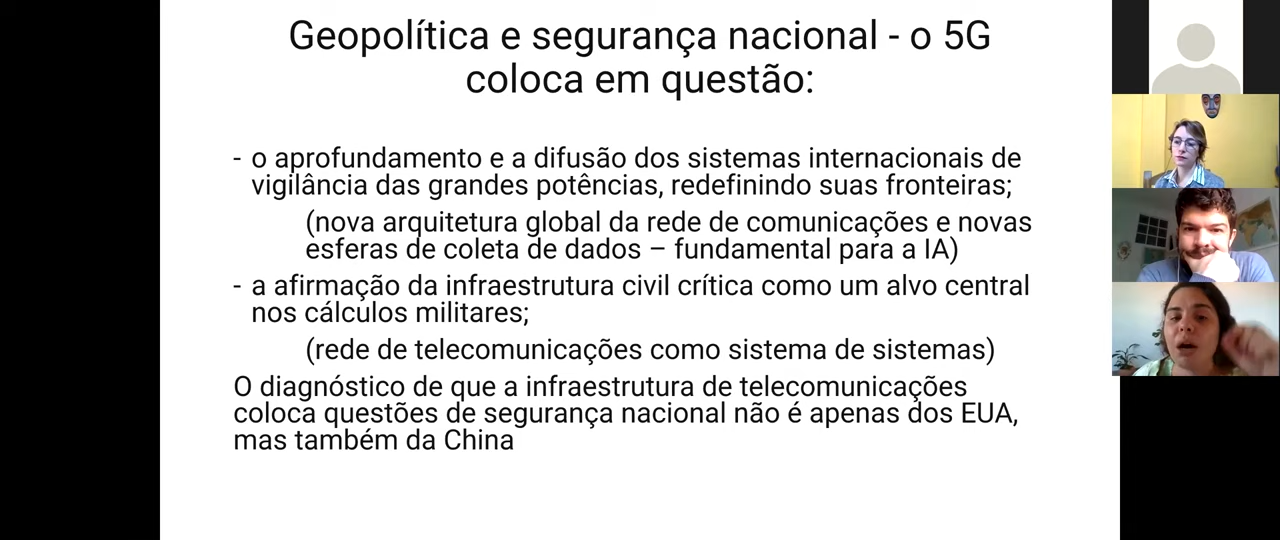 Geopolítica e segurança nacional - o 5G
coloca em questão:
- o aprofundamento e a difusão dos sistemas internacionais de
vigilância das grandes potências, redefinindo suas fronteiras;
(nova arquitetura global da rede de comunicações e novas
esferas de coleta de dados – fundamental para a IA)
- a afirmação da infraestrutura civil crítica como um alvo central
nos cálculos militares;
(rede de telecomunicações como sistema de sistemas)
O diagnóstico de que a infraestrutura de telecomunicações
coloca questões de segurança nacional não é apenas dos EUA,
mas também da China